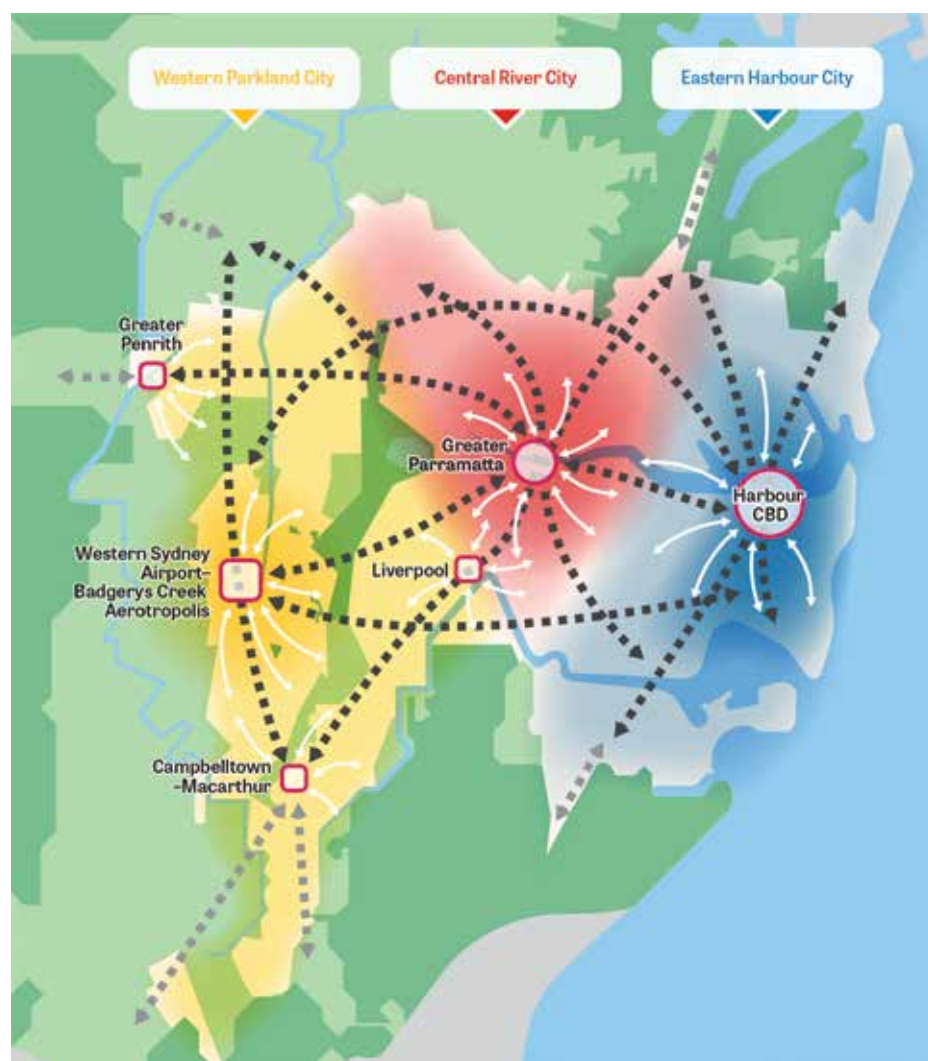 Western Parkland City
Central River City
Eastern Harbour City
Greater
Penrith
Greater
Parramatta
Harbour
CBD
Western Sydney
Airport–
Badgerys Creek
Aerotropolis
Liverpool
Campbelltown
–Macarthur